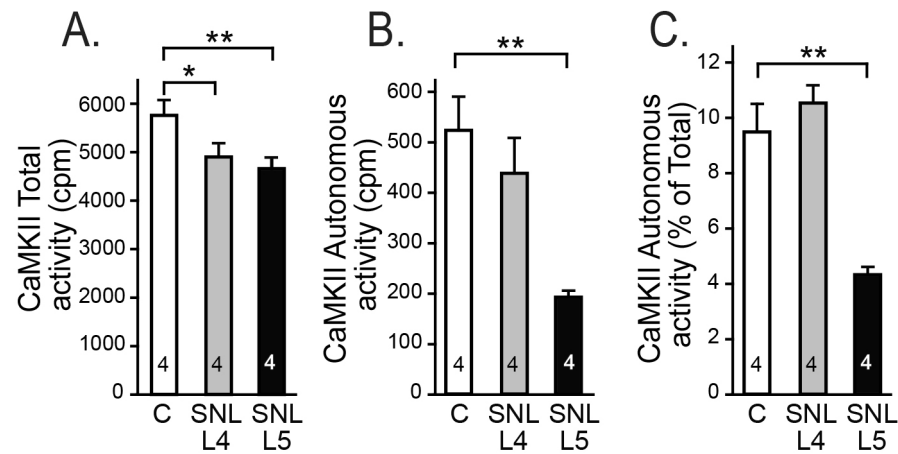 A.
CaMKII Total
activity (cpm)
6000
5000
4000
3000
2000
1000
0
**
*
4
4
4
C
SNL
L4
SNL
L5
B.
CaMKII Autonomous
activity (cpm)
600
500
400
300
200
100
0
**
4
4
4
C
SNL
L4
SNL
L5
C.
CaMKII Autonomous
activity (% of Total)
12
10
8
6
4
2
0
**
4
4
4
C
SNL
L4
SNL
L5